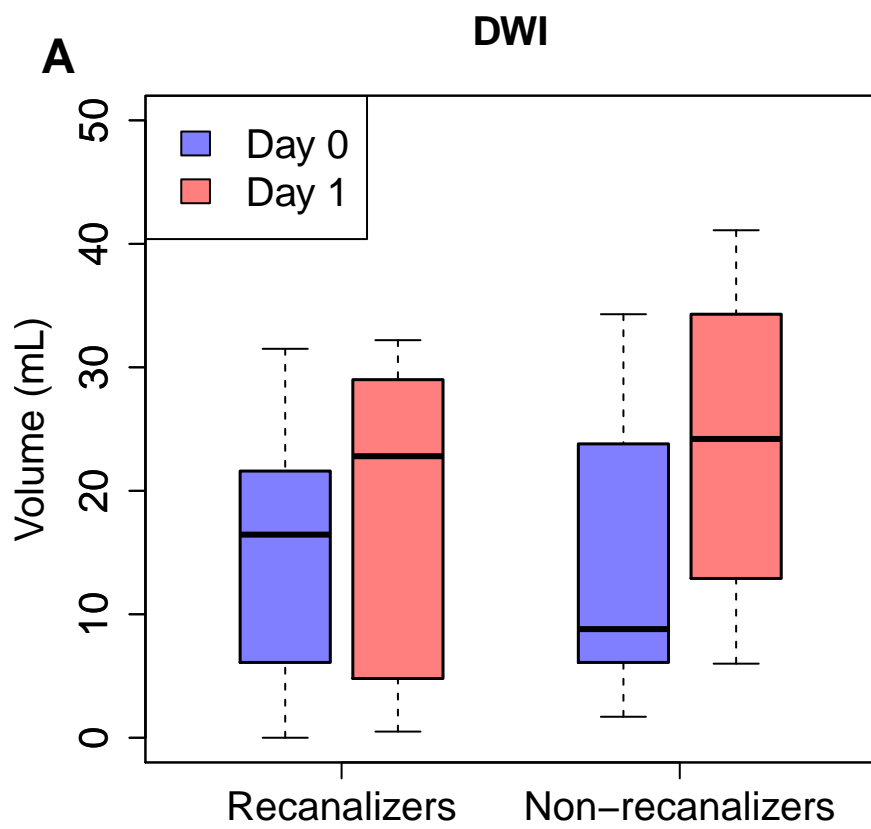 DWI
A
Day 0
Day 1
Volume (mL)
50
40
30
20
10
0
Recanalizers
Non−recanalizers